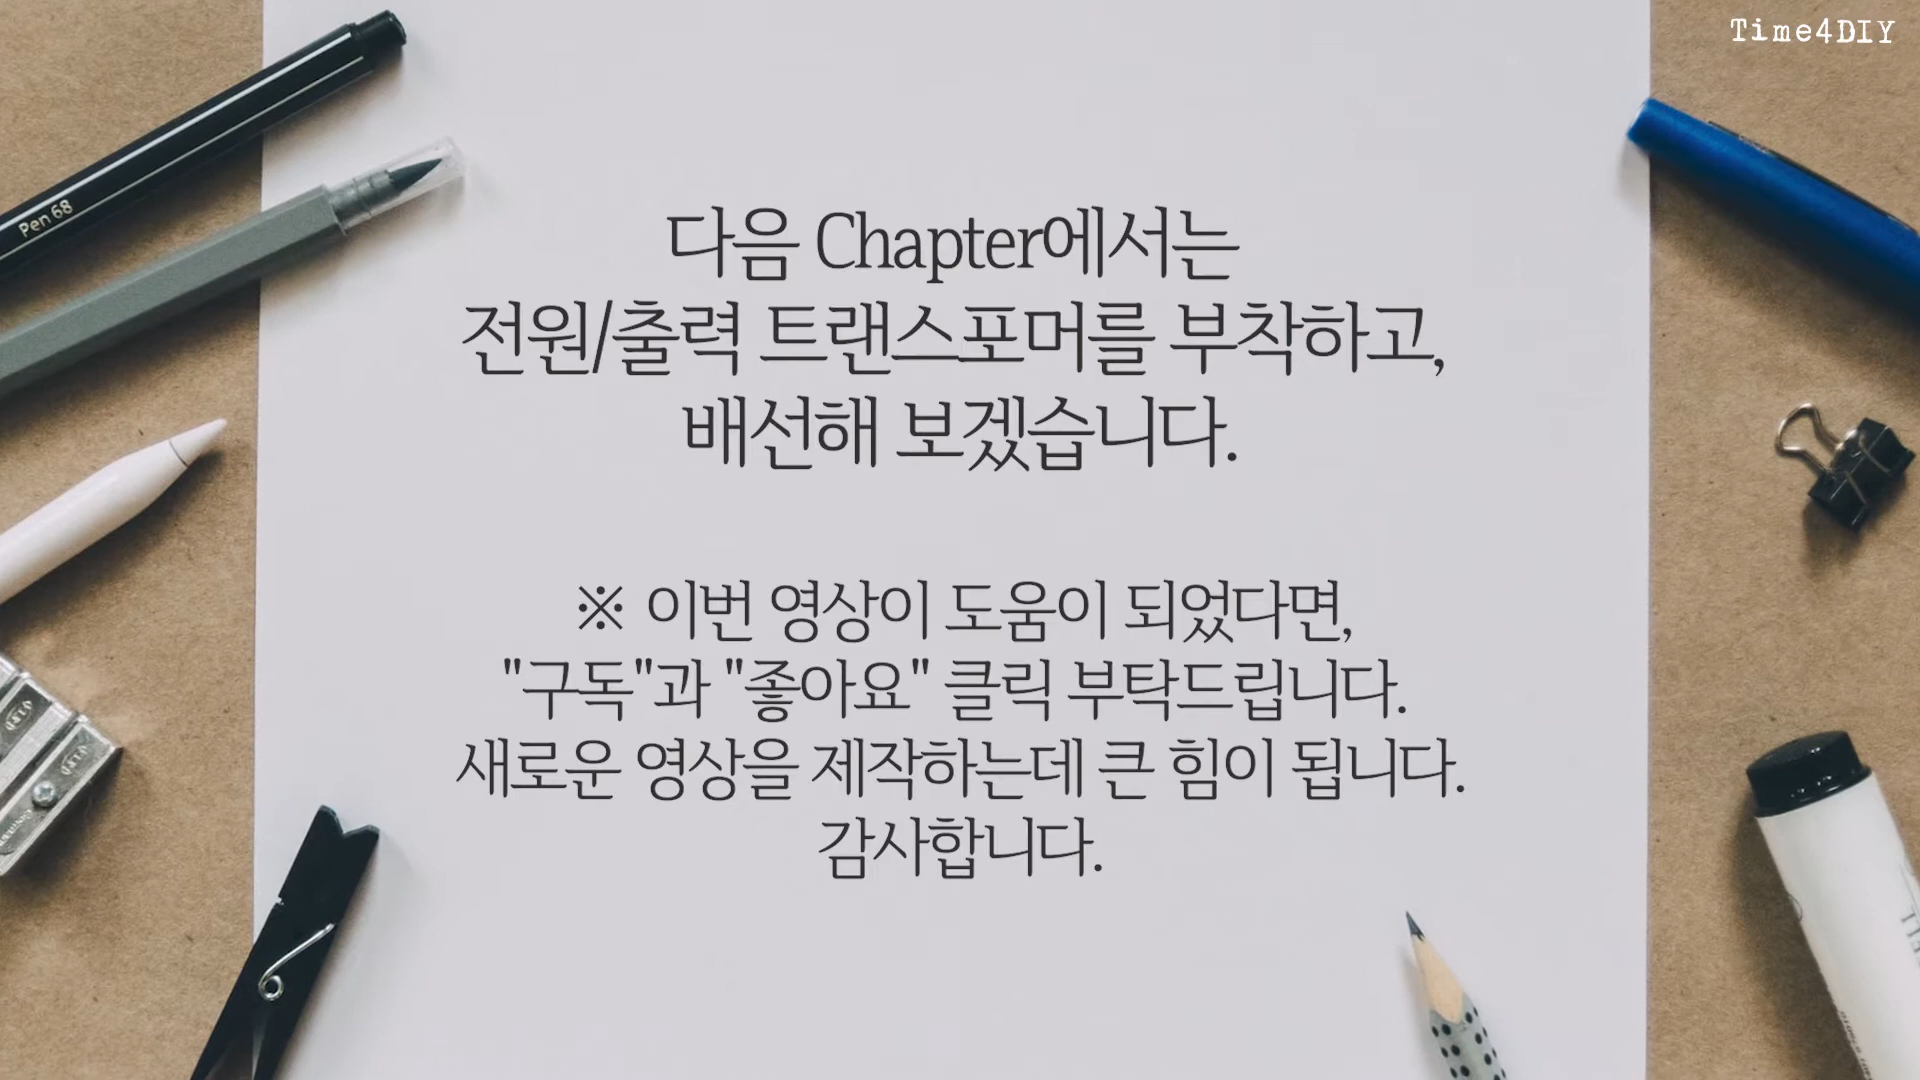 Time4DIY
Pen 68
다음 Chapter에서는
전원/출력 트랜스포머를 부착하고,
배선해 보겠습니다.
※ 이번 영상이 도움이 되었다면,
"구독"과 "좋아요" 클릭 부탁드립니다.
새로운 영상을 제작하는데 큰 힘이 됩니다.
감사합니다.